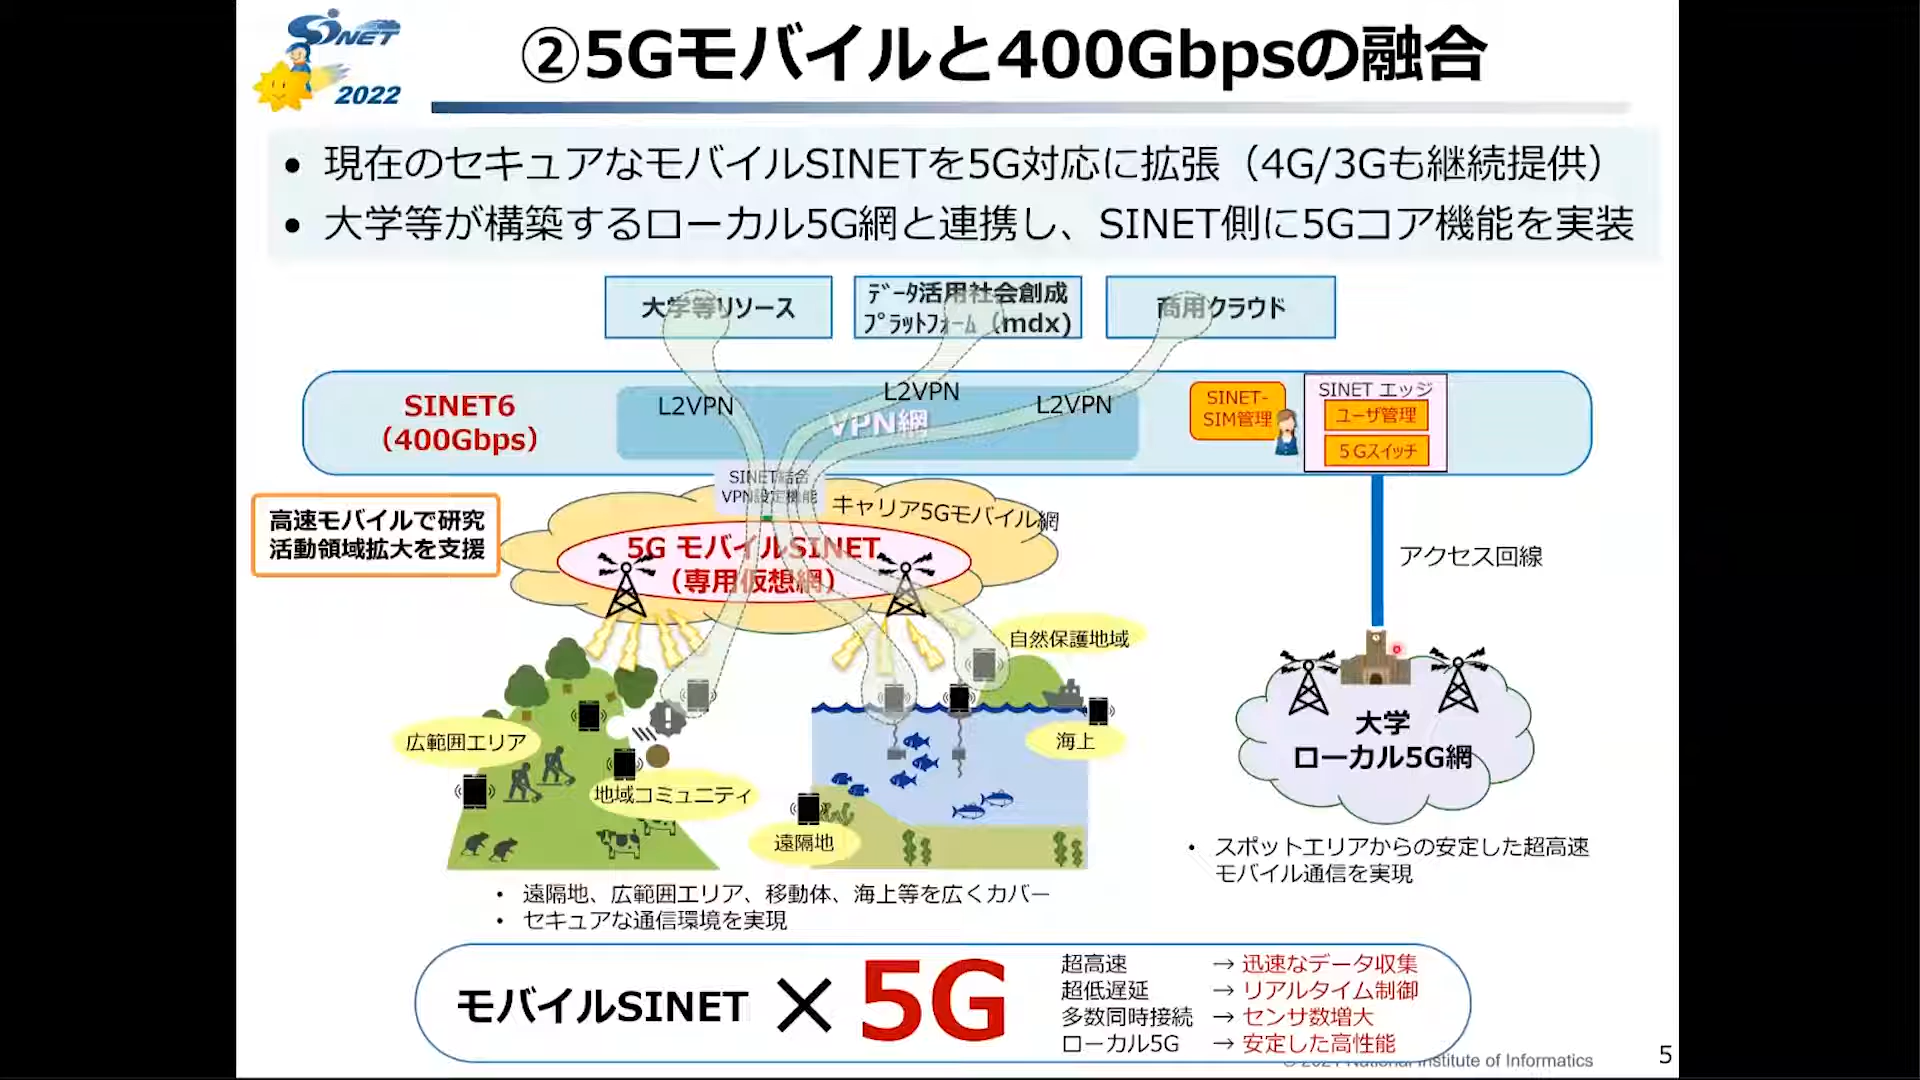 SINET
2022
②5Gモバイルと400Gbpsの融合
• 現在のセキュアなモバイルSINETを5G対応に拡張（4G/3Gも継続提供）
• 大学等が構築するローカル5G網と連携し、SINET側に5Gコア機能を実装
大学等リソース
ﾃﾞｰﾀ活用社会創成
ﾌﾟﾗｯﾄﾌｫｰﾑ（mdx)
商用クラウド
SINET6
（400Gbps）
L2VPN
L2VPN
L2VPN
VPN網
SINET-
SIM管理
SINET エッジ
ユーザ管理
５Gスイッチ
SINET結合
VPN設定機能
キャリア5Gモバイル網
高速モバイルで研究
活動領域拡大を支援
5G モバイルSINET
（専用仮想網）
アクセス回線
自然保護地域
広範囲エリア
海上
地域コミュニティ
遠隔地
大学
ローカル5G網
• 遠隔地、広範囲エリア、移動体、海上等を広くカバー
• セキュアな通信環境を実現
• スポットエリアからの安定した超高速
モバイル通信を実現
モバイルSINET × 5G
超高速 → 迅速なデータ収集
超低遅延 → リアルタイム制御
多数同時接続 → センサ数増大
ローカル5G → 安定した高性能
© 2021 National Institute of Informatics
5